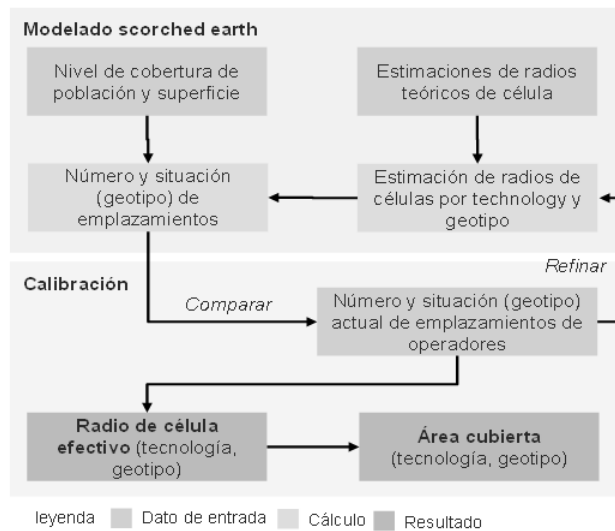 Modelado scorched earth
Nivel de cobertura de
población y superficie
Estimaciones de radios
teóricos de célula
Número y situación
(geotipo) de
emplazamientos
Estimación de radios de
células por technology y
geotipo
Refinar
Calibración
Comparar
Número y situación (geotipo)
actual de emplazamientos de
operadores
Radio de célula
efectivo (tecnología,
geotipo)
Área cubierta
(tecnología, geotipo)
leyenda Dato de entrada Cálculo Resultado